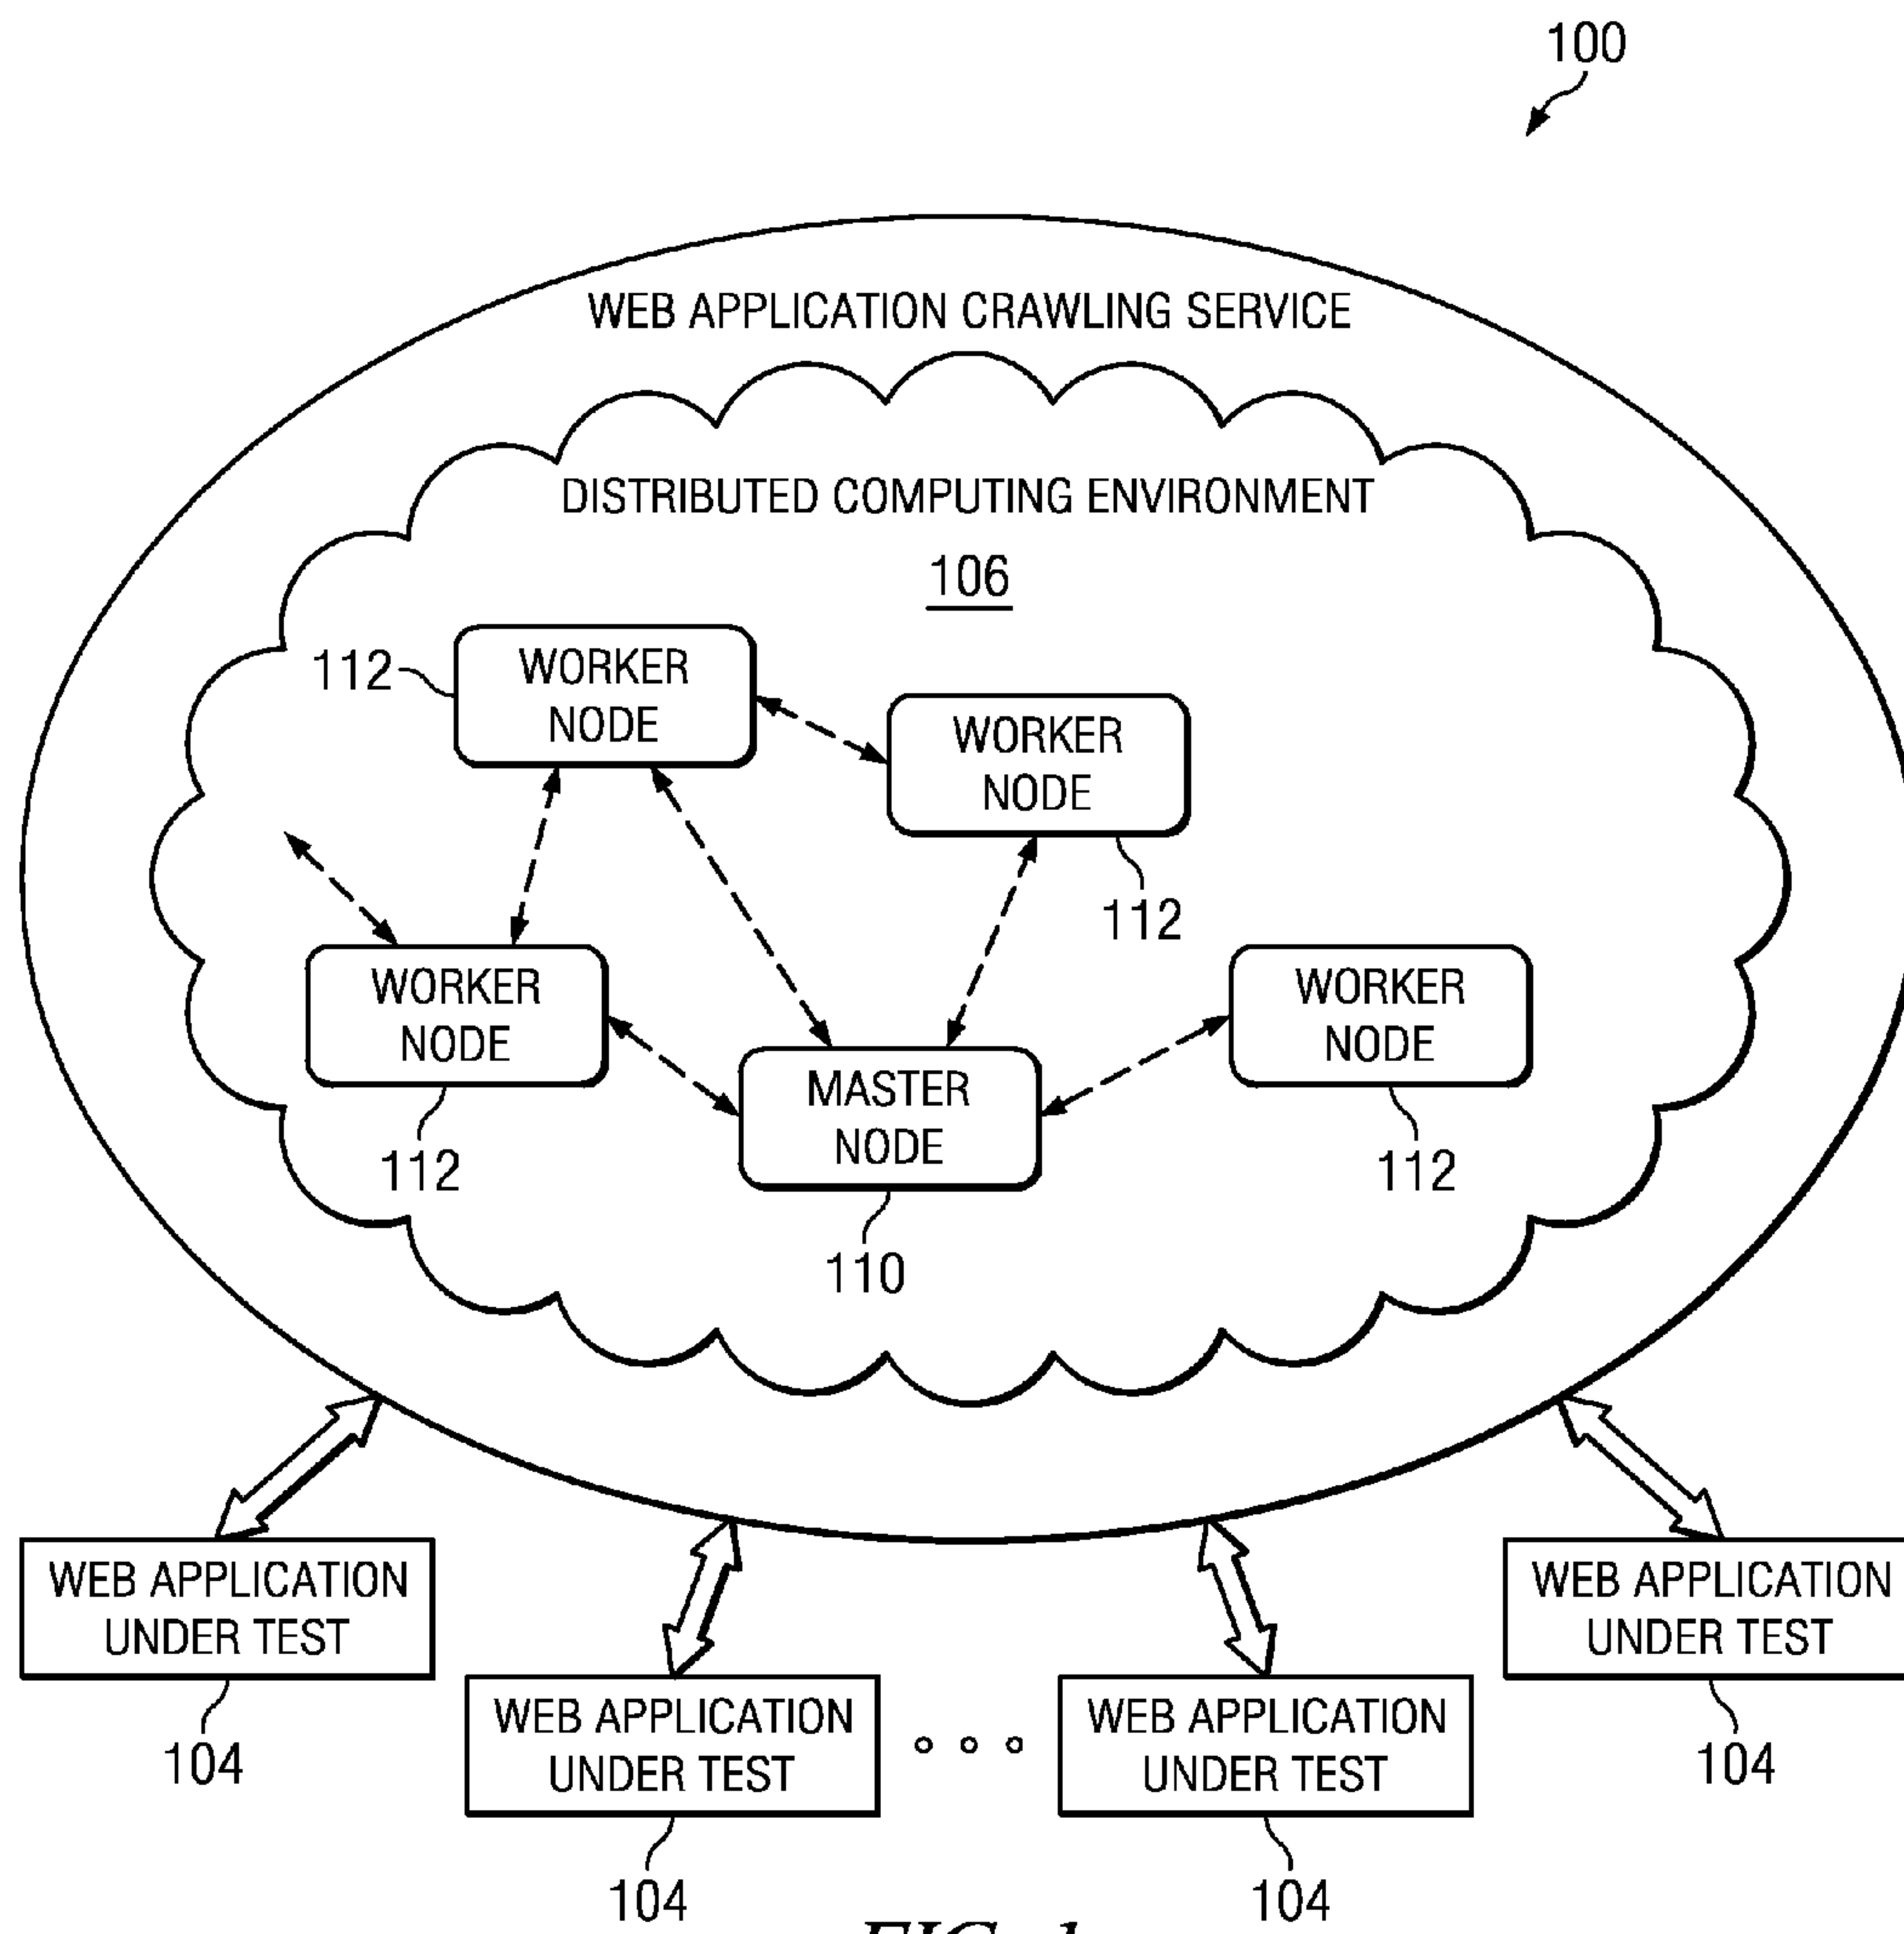 100
WEB APPLICATION CRAWLING SERVICE
DISTRIBUTED COMPUTING ENVIRONMENT
106
112
WORKER
NODE
WORKER
NODE
112
WORKER
NODE
112
WORKER
NODE
112
MASTER
NODE
110
WEB APPLICATION
UNDER TEST
104
WEB APPLICATION
UNDER TEST
104
WEB APPLICATION
UNDER TEST
104
WEB APPLICATION
UNDER TEST
104